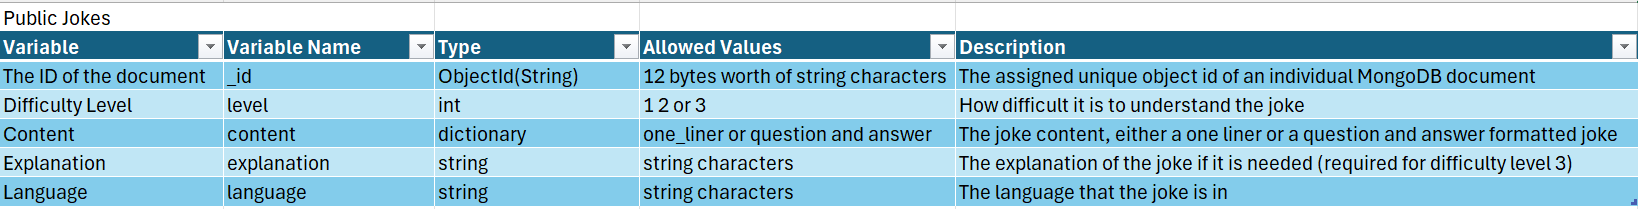 Public Jokes
Variable Variable Name Type Allowed Values Description
The ID of the document _id ObjectId(String) 12 bytes worth of string characters The assigned unique object id of an individual MongoDB document
Difficulty Level level int 1 2 or 3 How difficult it is to understand the joke
Content content dictionary one_liner or question and answer The joke content, either a one liner or a question and answer formatted joke
Explanation explanation string string characters The explanation of the joke if it is needed (required for difficulty level 3)
Language language string string characters The language that the joke is in